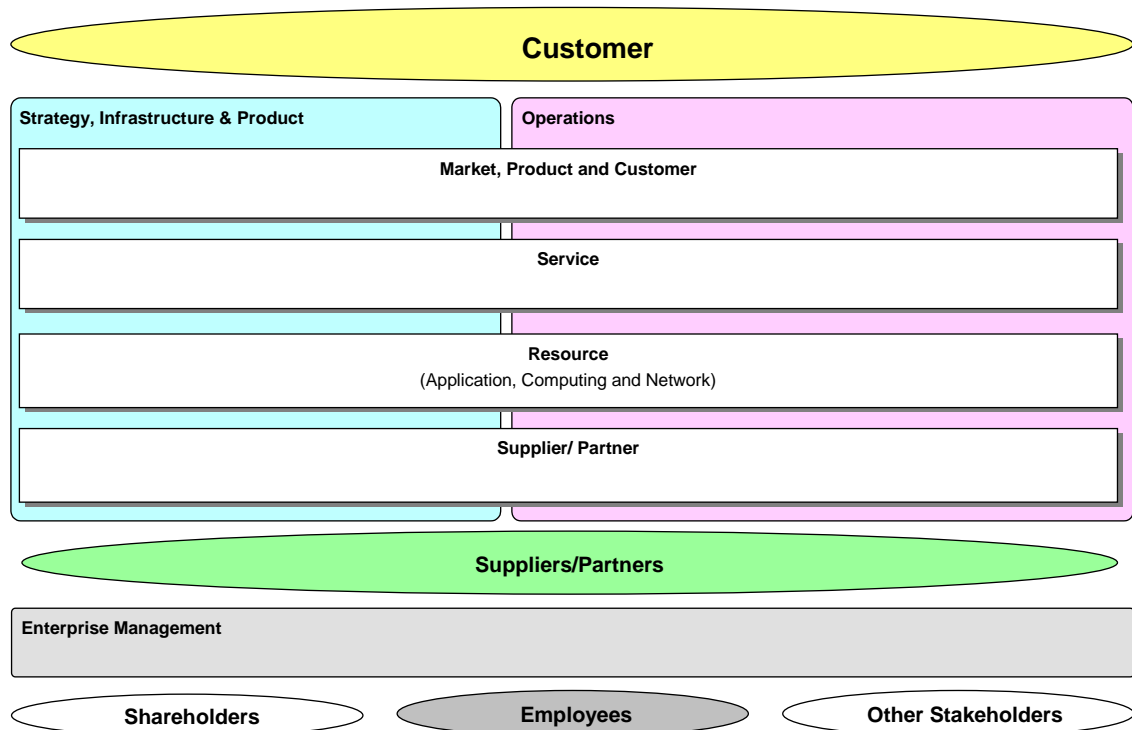 Customer
Strategy, Infrastructure & Product
Operations
Market, Product and Customer
Service
Resource
(Application, Computing and Network)
Supplier/ Partner
Suppliers/Partners
Enterprise Management
Shareholders
Employees
Other Stakeholders